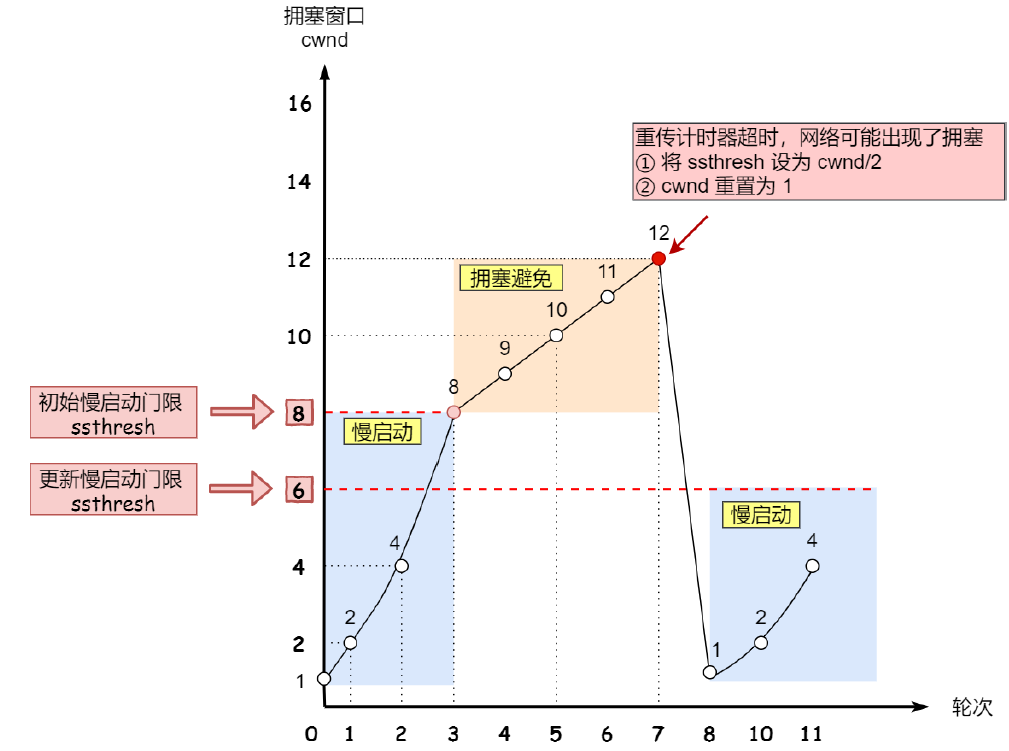 拥塞窗口
cwnd
16
14
重传计时器超时，网络可能出现了拥塞
① 将 ssthresh 设为 cwnd/2
② cwnd 重置为 1
12
12
拥塞避免
11
10
10
9
8
初始慢启动门限
ssthresh
8
慢启动
更新慢启动门限
ssthresh
6
慢启动
4
4
4
2
2
2
1
1
轮次
0 1 2 3 4 5 6 7 8 10 11